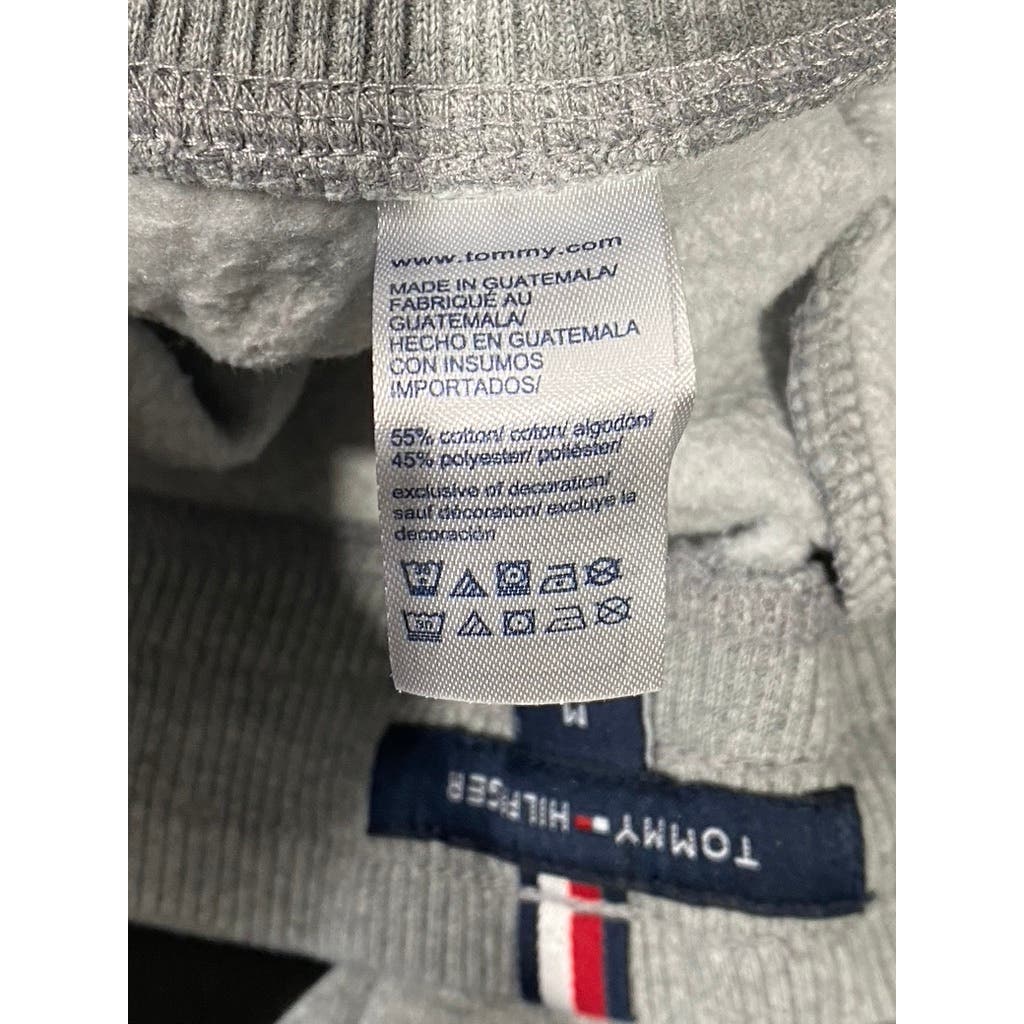 www.tommy.com
MADE IN GUATEMALA/
FABRIQUÉ AU
GUATEMALA/
HECHO EN GUATEMALA
CON INSUMOS
IMPORTADOS/
55% cotton/ coton/ algodón/
45% polyester/ poliéster/
exclusive of decoration/
sauf décoration/ excluye la
decoración
30
M
TOMMY HILFIGER